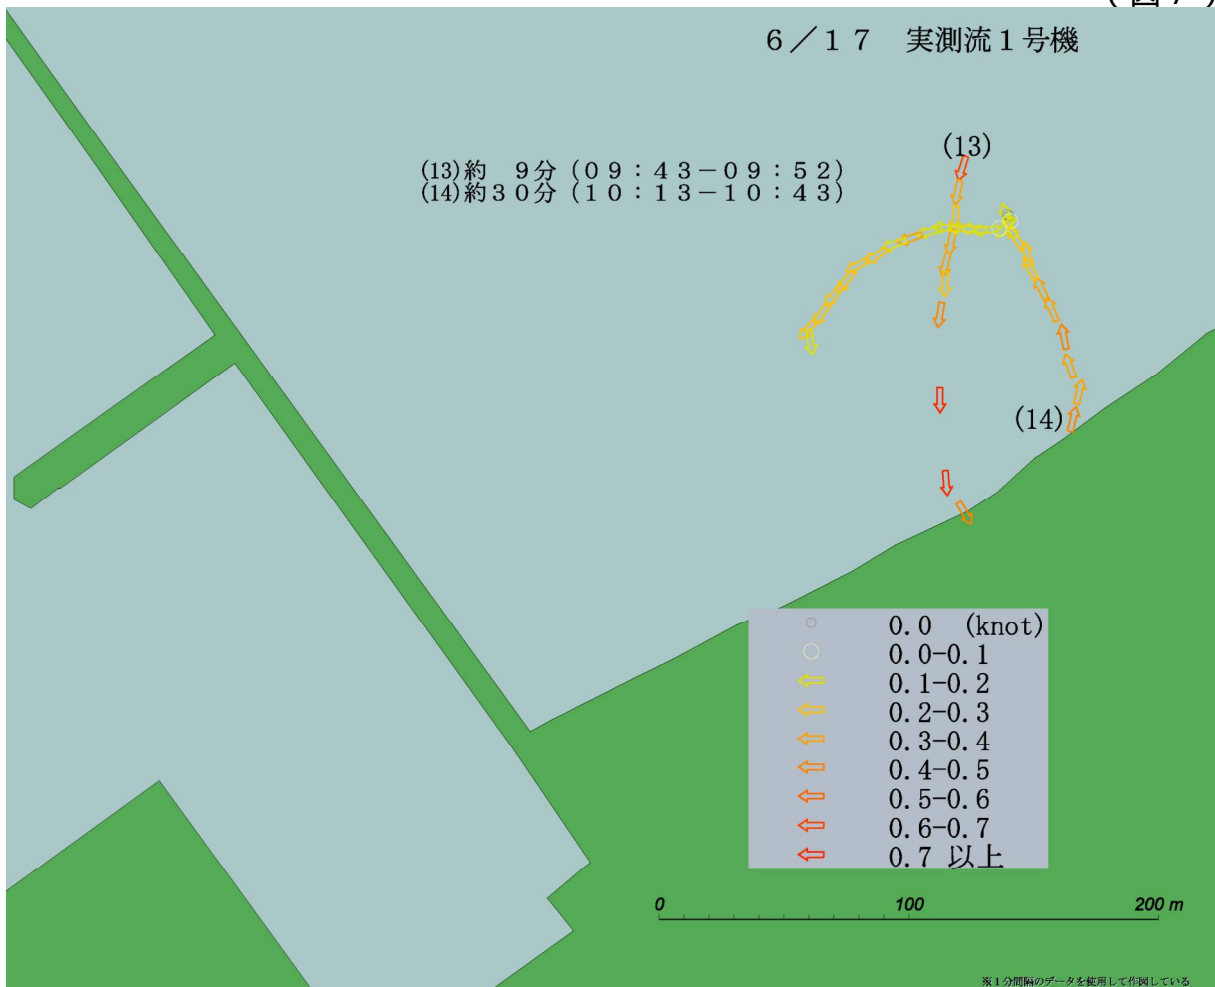 (図7)
6/17 実測流1号機
(13)
(13)約 9分(09:43-09:52)
(14)約30分(10:13-10:43)
(14)
0.0 (knot)
0.0-0.1
0.1-0.2
0.2-0.3
0.3-0.4
0.4-0.5
0.5-0.6
0.6-0.7
0.7 以上
0 100 200 m
※1分間隔のデータを使用して作図している